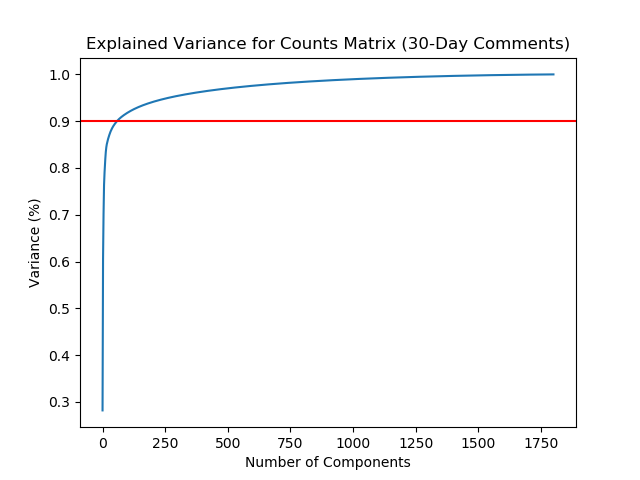 Explained Variance for Counts Matrix (30-Day Comments)
1.0
0.9
0.8
0.7
0.6
0.5
0.4
0.3
Variance (%)
0 250 500 750 1000 1250 1500 1750
Number of Components